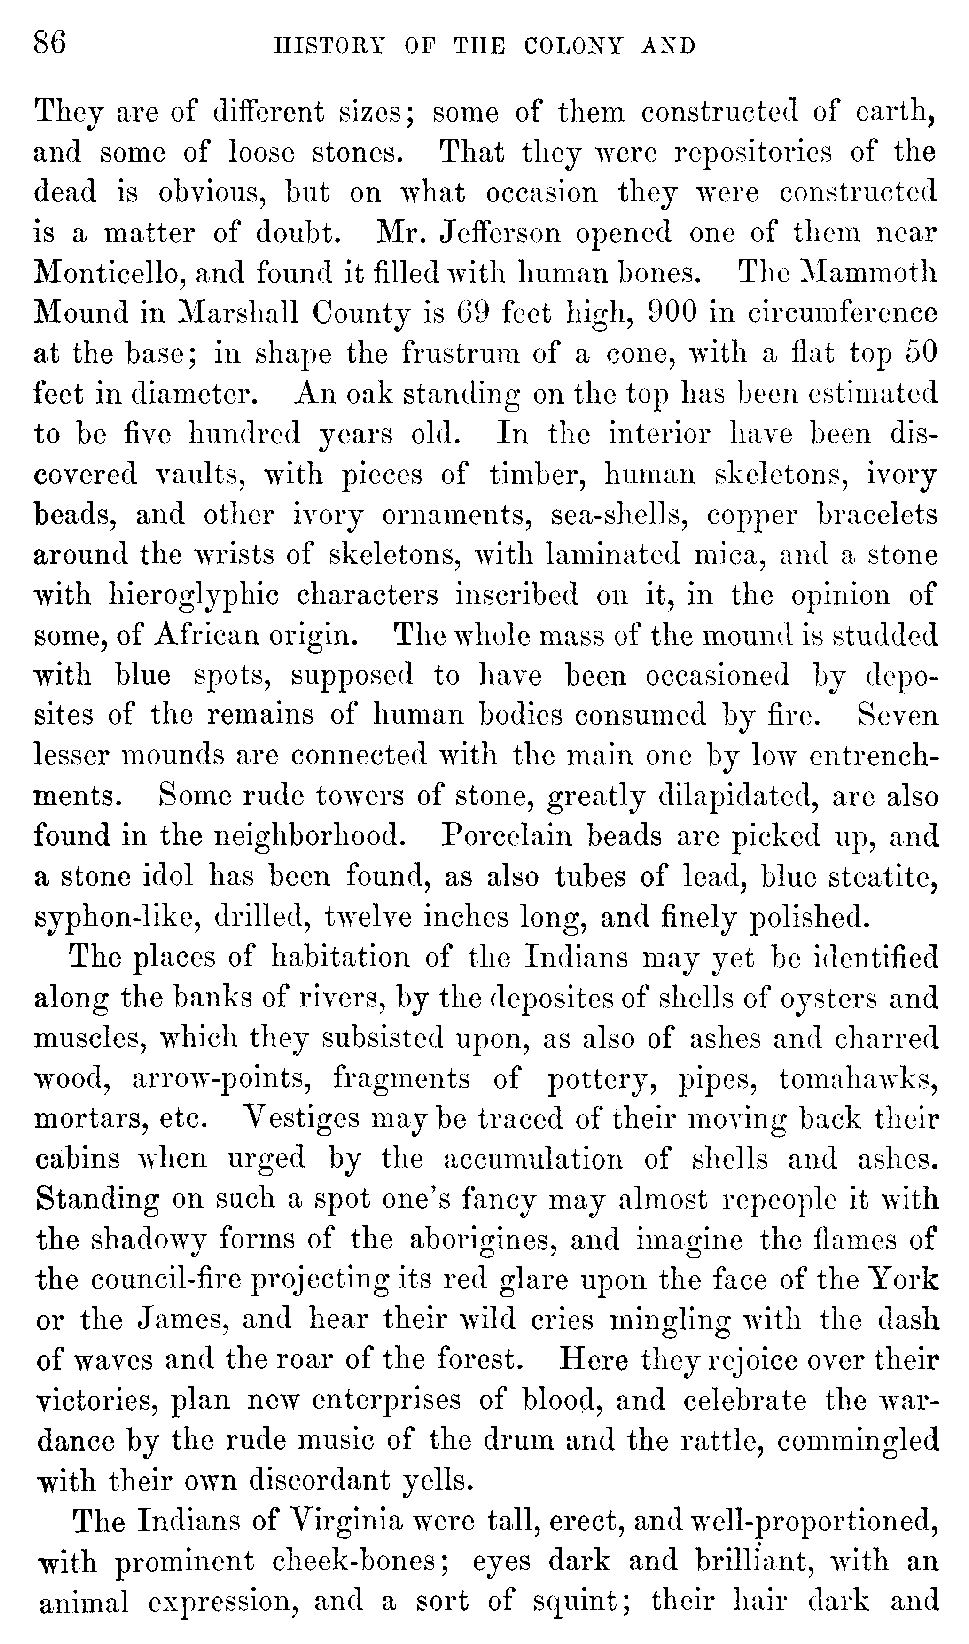 86 HISTORY OF THE COLONY AND
They are of different sizes; some of them constructed of earth,
and some of loose stones. That they were repositories of the
dead is obvious, but on what occasion they were constructed
is a matter of doubt. Mr. Jefferson opened one of them near
Monticello, and found it filled with human bones. The Mammoth
Mound in Marshall County is 69 feet high, 900 in circumference
at the base; in shape the frustrum of a cone, with a flat top 50
feet in diameter. An oak standing on the top has been estimated
to be five hundred years old. In the interior have been dis-
covered vaults, with pieces of timber, human skeletons, ivory
beads, and other ivory ornaments, sea-shells, copper bracelets
around the wrists of skeletons, with laminated mica, and a stone
with hieroglyphic characters inscribed on it, in the opinion of
some, of African origin. The whole mass of the mound is studded
with blue spots, supposed to have been occasioned by depo-
sites of the remains of human bodies consumed by fire. Seven
lesser mounds are connected with the main one by low entrench-
ments. Some rude towers of stone, greatly dilapidated, are also
found in the neighborhood. Porcelain beads are picked up, and
a stone idol has been found, as also tubes of lead, blue steatite,
syphon-like, drilled, twelve inches long, and finely polished.
The places of habitation of the Indians may yet be identified
along the banks of rivers, by the deposites of shells of oysters and
muscles, which they subsisted upon, as also of ashes and charred
wood, arrow-points, fragments of pottery, pipes, tomahawks,
mortars, etc. Vestiges may be traced of their moving back their
cabins when urged by the accumulation of shells and ashes.
Standing on such a spot one's fancy may almost repeople it with
the shadowy forms of the aborigines, and imagine the flames of
the council-fire projecting its red glare upon the face of the York
or the James, and hear their wild cries mingling with the dash
of waves and the roar of the forest. Here they rejoice over their
victories, plan new enterprises of blood, and celebrate the war-
dance by the rude music of the drum and the rattle, commingled
with their own discordant yells.
The Indians of Virginia were tall, erect, and well-proportioned,
with prominent cheek-bones; eyes dark and brilliant, with an
animal expression, and a sort of squint; their hair dark and